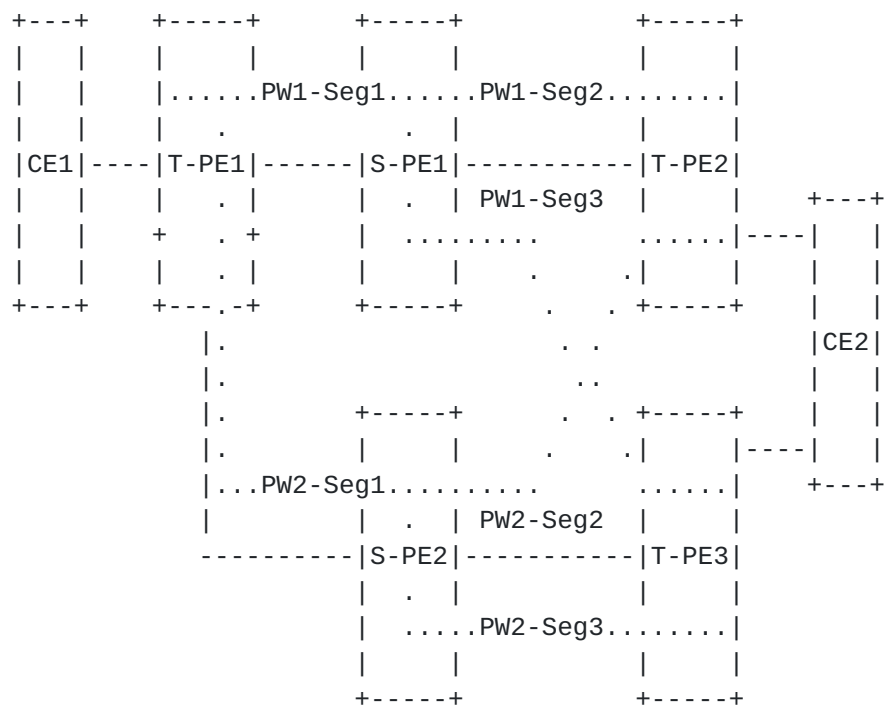 PW1-Seg1 PW1-Seg2
CE1 T-PE1 S-PE1 T-PE2
PW1-Seg3
CE2
PW2-Seg1
PW2-Seg2
S-PE2 T-PE3
PW2-Seg3